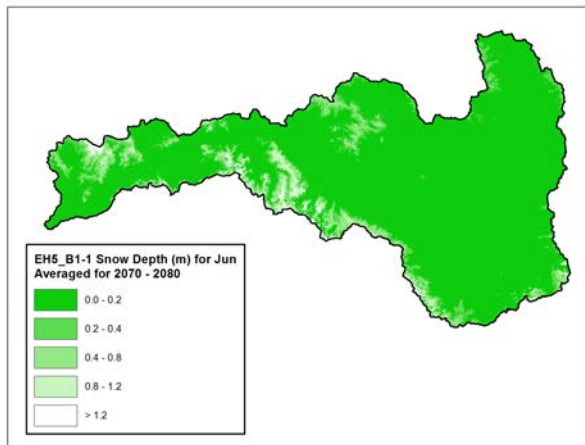 EH5_B1-1 Snow Depth (m) for Jun
Averaged for 2070 - 2080
0.0 - 0.2
0.2 - 0.4
0.4 - 0.8
0.8 - 1.2
> 1.2